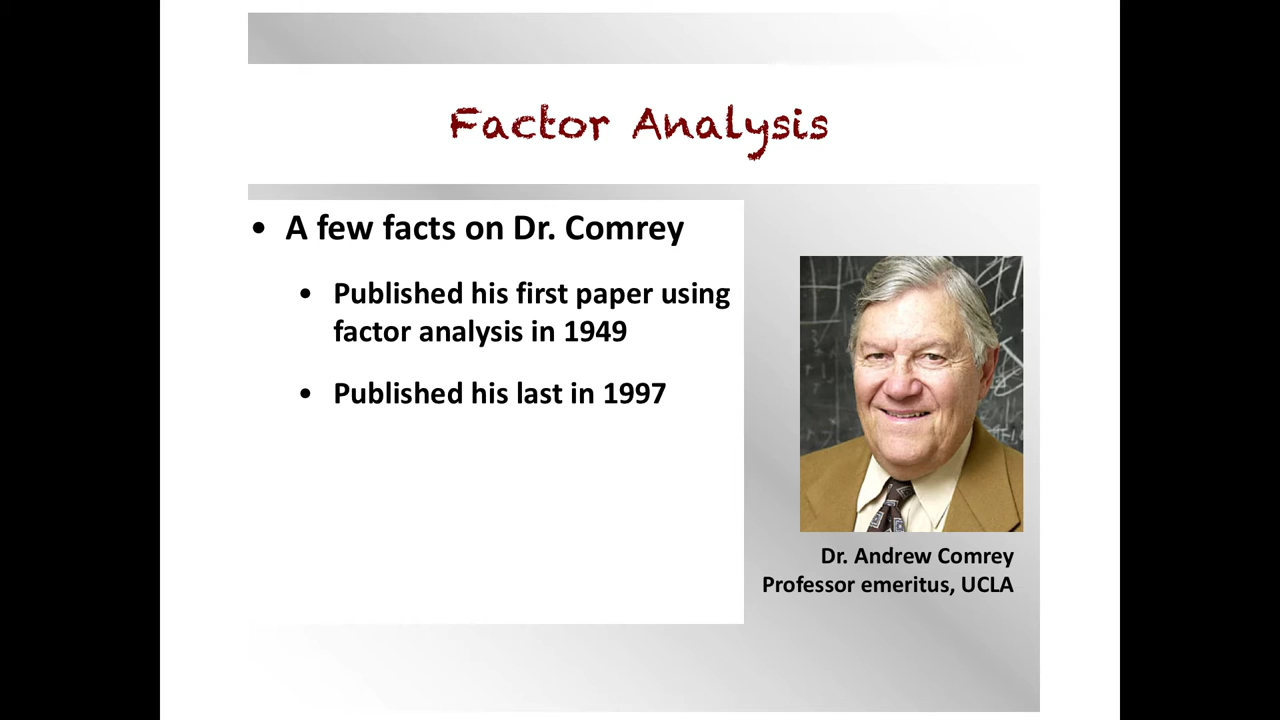 Factor Analysis
• A few facts on Dr. Comrey
• Published his first paper using
factor analysis in 1949
• Published his last in 1997
Dr. Andrew Comrey
Professor emeritus, UCLA